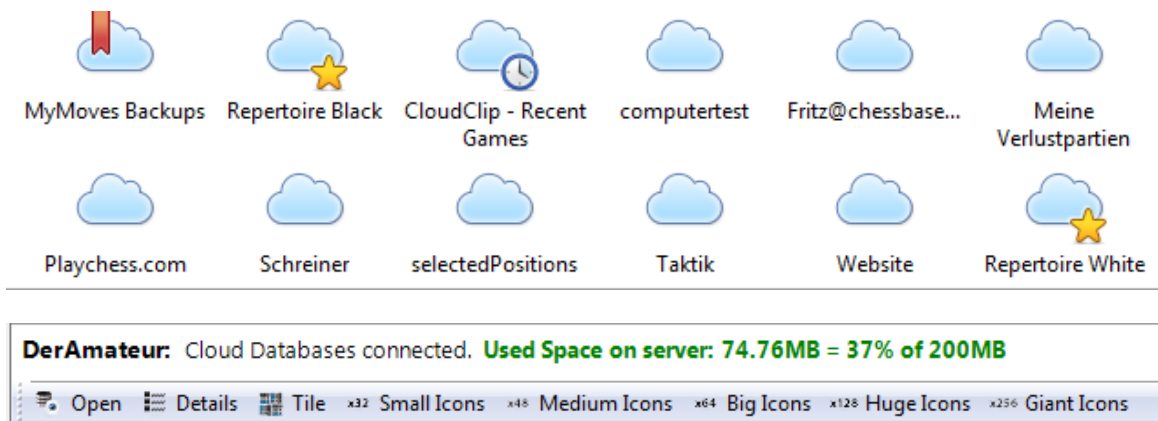 MyMoves Backups Repertoire Black CloudClip - Recent Games computertest Fritz@chessbase... Meine Verlustpartien
Playchess.com Schreiner selectedPositions Taktik Website Repertoire White
DerAmateur: Cloud Databases connected. Used Space on server: 74.76MB = 37% of 200MB
Open Details Tile x32 Small Icons x48 Medium Icons x64 Big Icons x128 Huge Icons x256 Giant Icons